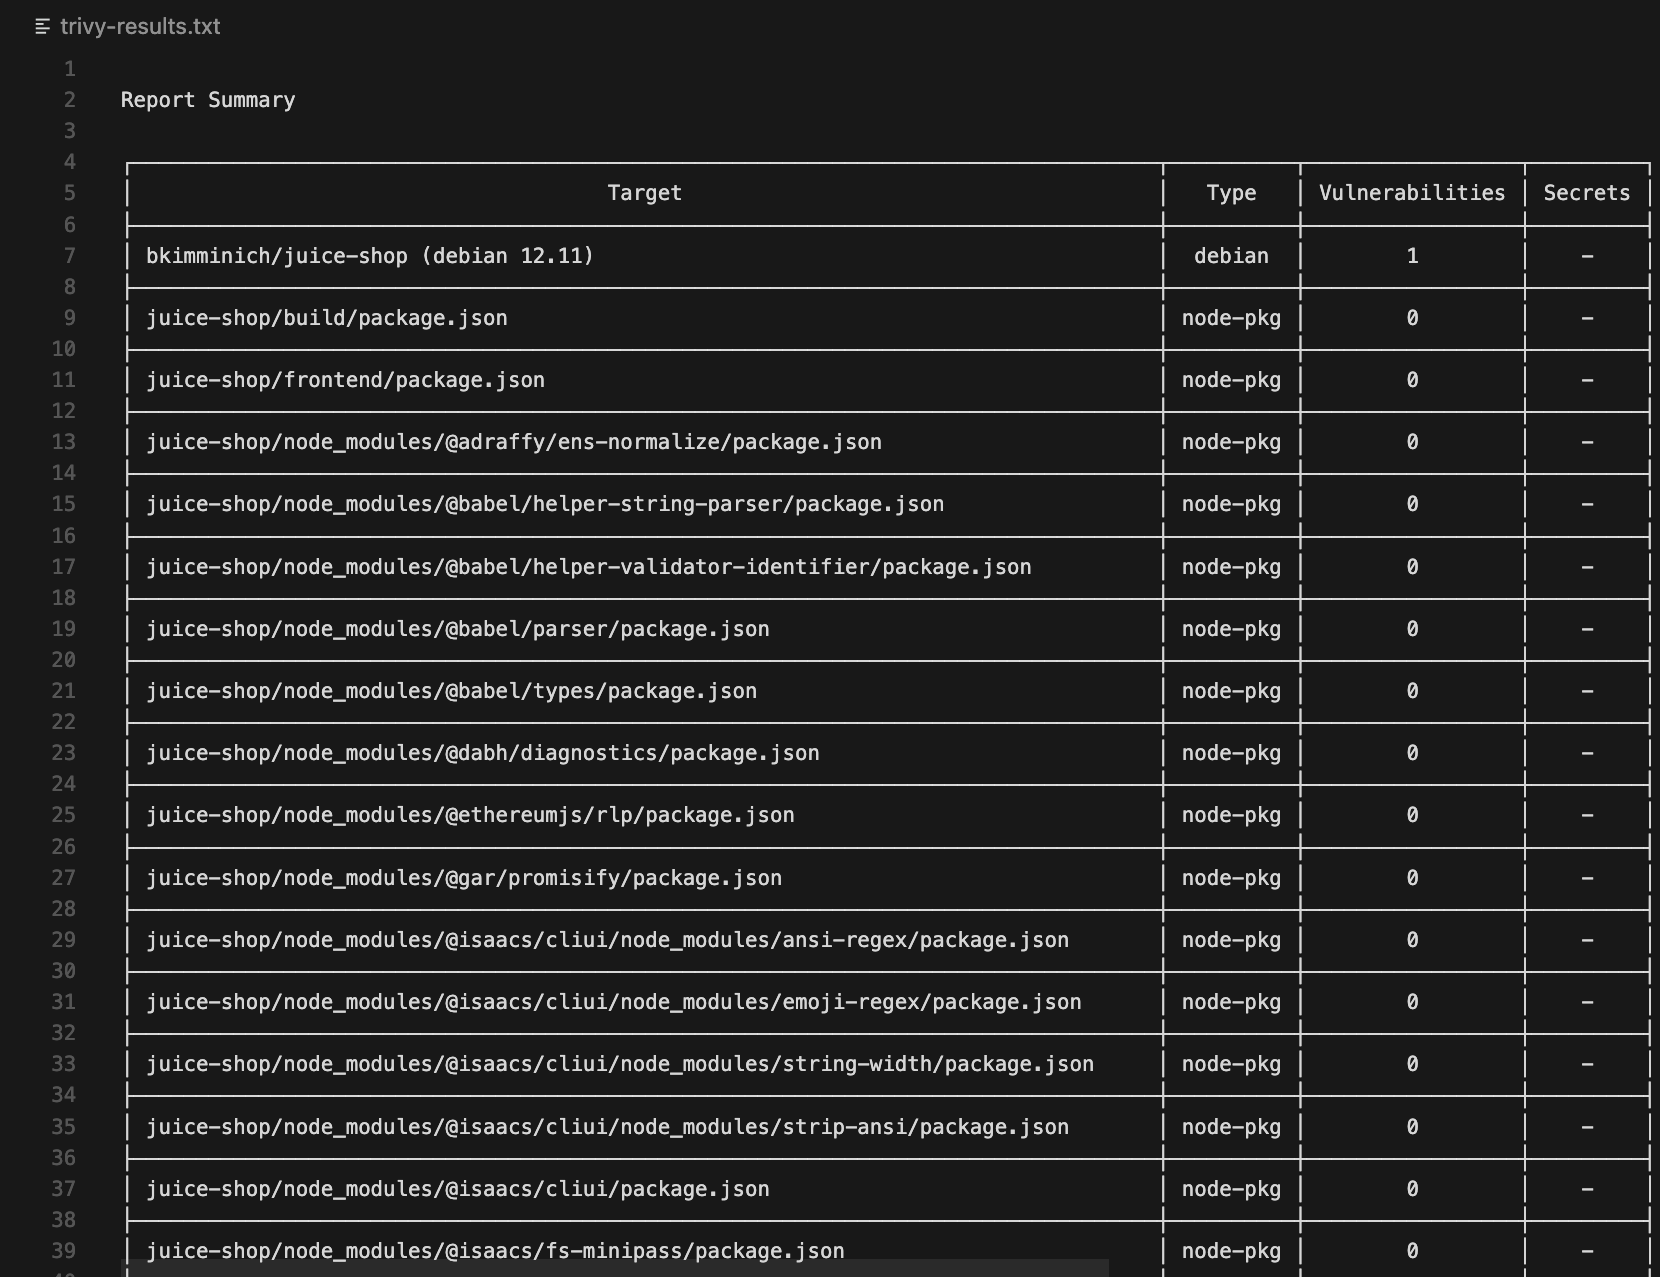 trivy-results.txt
1
2 Report Summary
3
4
5 Target Type Vulnerabilities Secrets
6
7 bkimminich/juice-shop (debian 12.11) debian 1 -
8
9 juice-shop/build/package.json node-pkg 0 -
10
11 juice-shop/frontend/package.json node-pkg 0 -
12
13 juice-shop/node_modules/@adraffy/ens-normalize/package.json node-pkg 0 -
14
15 juice-shop/node_modules/@babel/helper-string-parser/package.json node-pkg 0 -
16
17 juice-shop/node_modules/@babel/helper-validator-identifier/package.json node-pkg 0 -
18
19 juice-shop/node_modules/@babel/parser/package.json node-pkg 0 -
20
21 juice-shop/node_modules/@babel/types/package.json node-pkg 0 -
22
23 juice-shop/node_modules/@dabh/diagnostics/package.json node-pkg 0 -
24
25 juice-shop/node_modules/@ethereumjs/rlp/package.json node-pkg 0 -
26
27 juice-shop/node_modules/@gar/promisify/package.json node-pkg 0 -
28
29 juice-shop/node_modules/@isaacs/cliui/node_modules/ansi-regex/package.json node-pkg 0 -
30
31 juice-shop/node_modules/@isaacs/cliui/node_modules/emoji-regex/package.json node-pkg 0 -
32
33 juice-shop/node_modules/@isaacs/cliui/node_modules/string-width/package.json node-pkg 0 -
34
35 juice-shop/node_modules/@isaacs/cliui/node_modules/strip-ansi/package.json node-pkg 0 -
36
37 juice-shop/node_modules/@isaacs/cliui/package.json node-pkg 0 -
38
39 juice-shop/node_modules/@isaacs/fs-minipass/package.json node-pkg 0 -